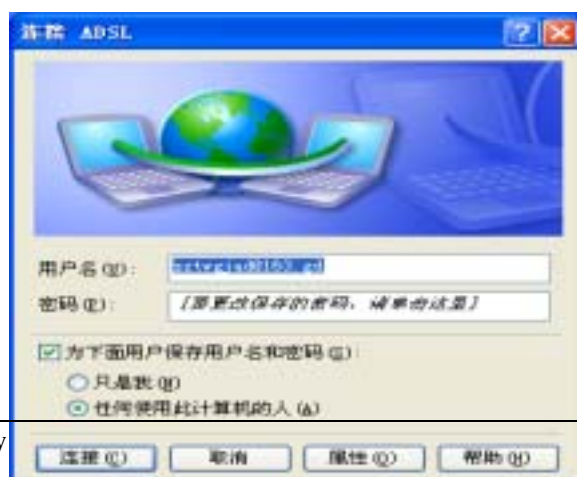 连接 ADSL
用户名(U):
密码(P): [要更改保存的密码，请单击这里]
为下面用户保存用户名和密码(S):
只是我(N)
任何使用此计算机的人(A)
y
连接(C) 取消 属性(O) 帮助(H)